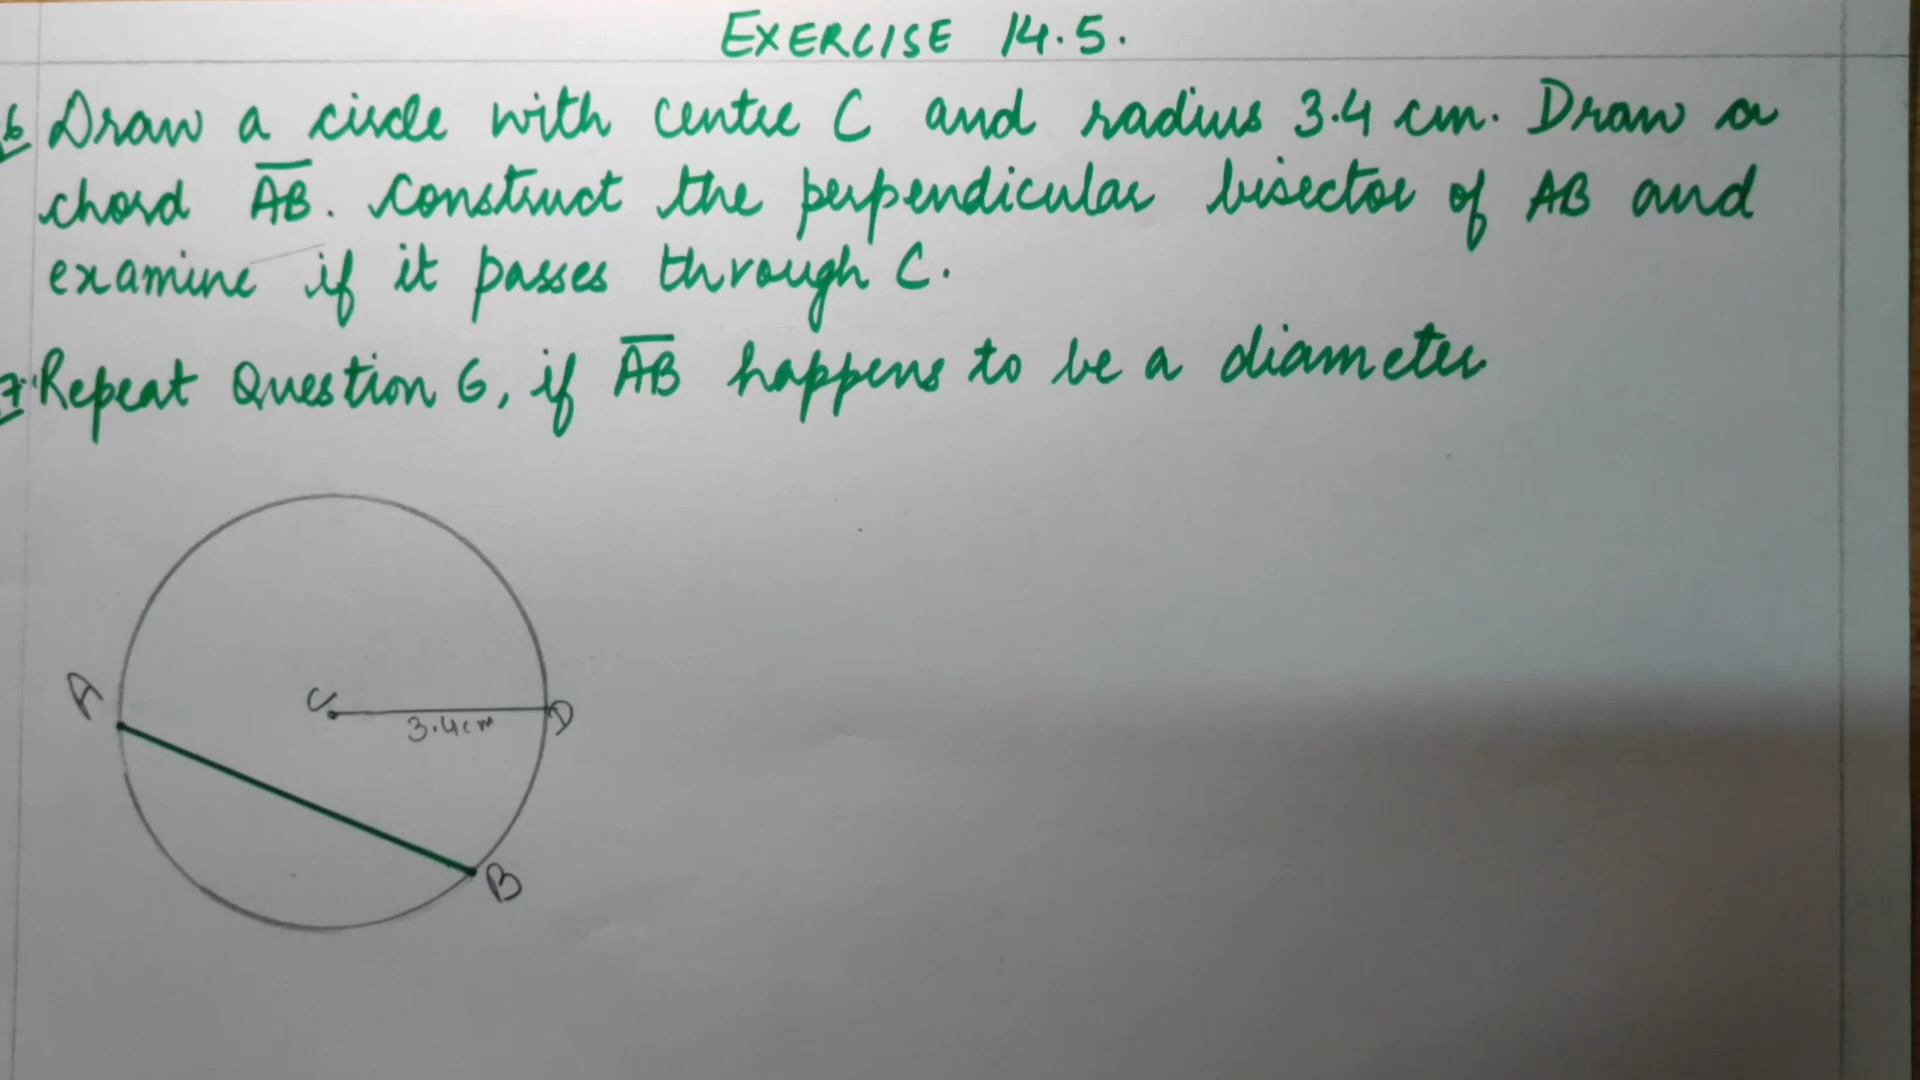 EXERCISE 14.5.
6 Draw a circle with centre C and radius 3.4 cm. Draw a
chord AB. Construct the perpendicular bisector of AB and
examine if it passes through C.
7. Repeat Question 6, if AB happens to be a diameter
A
C
3.4cm
D
B